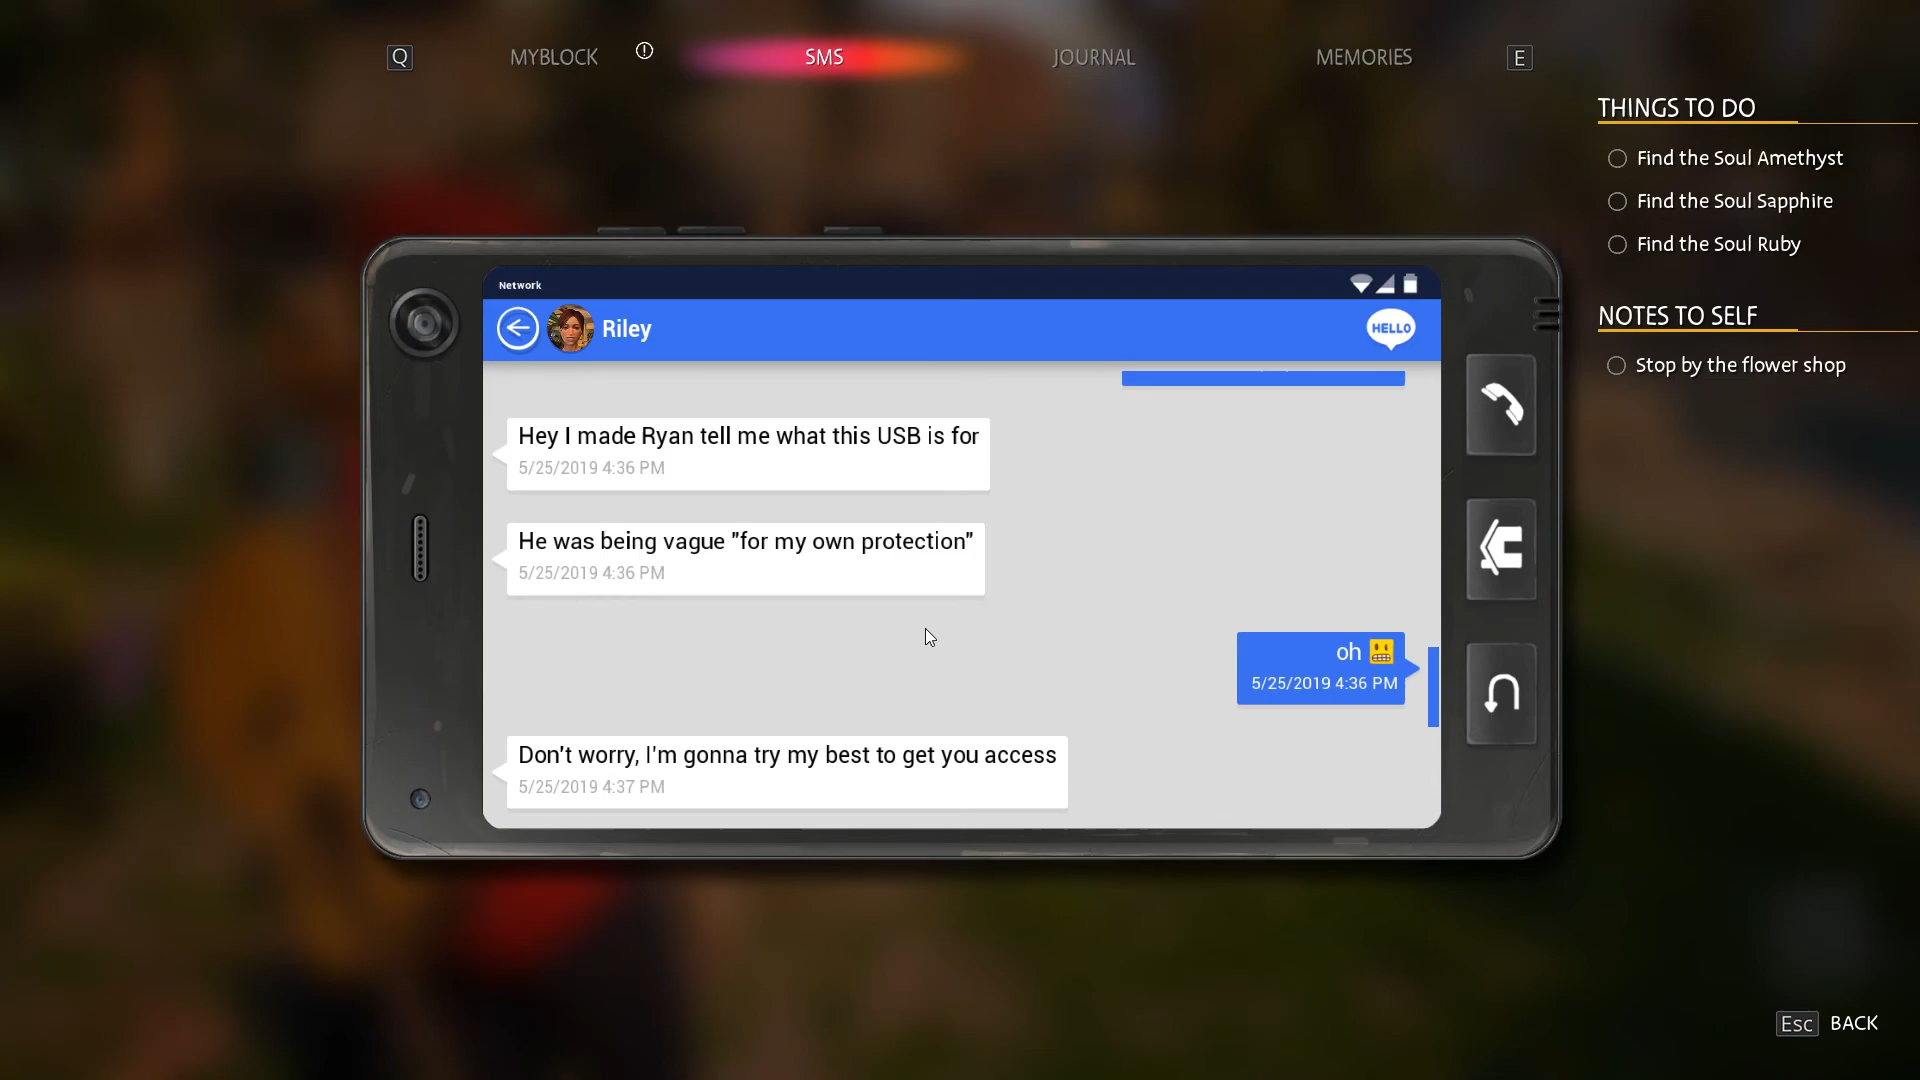 Q
MYBLOCK
SMS
JOURNAL
MEMORIES
E
THINGS TO DO
Find the Soul Amethyst
Find the Soul Sapphire
Find the Soul Ruby
NOTES TO SELF
Stop by the flower shop
Network
Riley
HELLO
Hey I made Ryan tell me what this USB is for
5/25/2019 4:36 PM
He was being vague "for my own protection"
5/25/2019 4:36 PM
oh 😬
5/25/2019 4:36 PM
Don't worry, I'm gonna try my best to get you access
5/25/2019 4:37 PM
Esc BACK